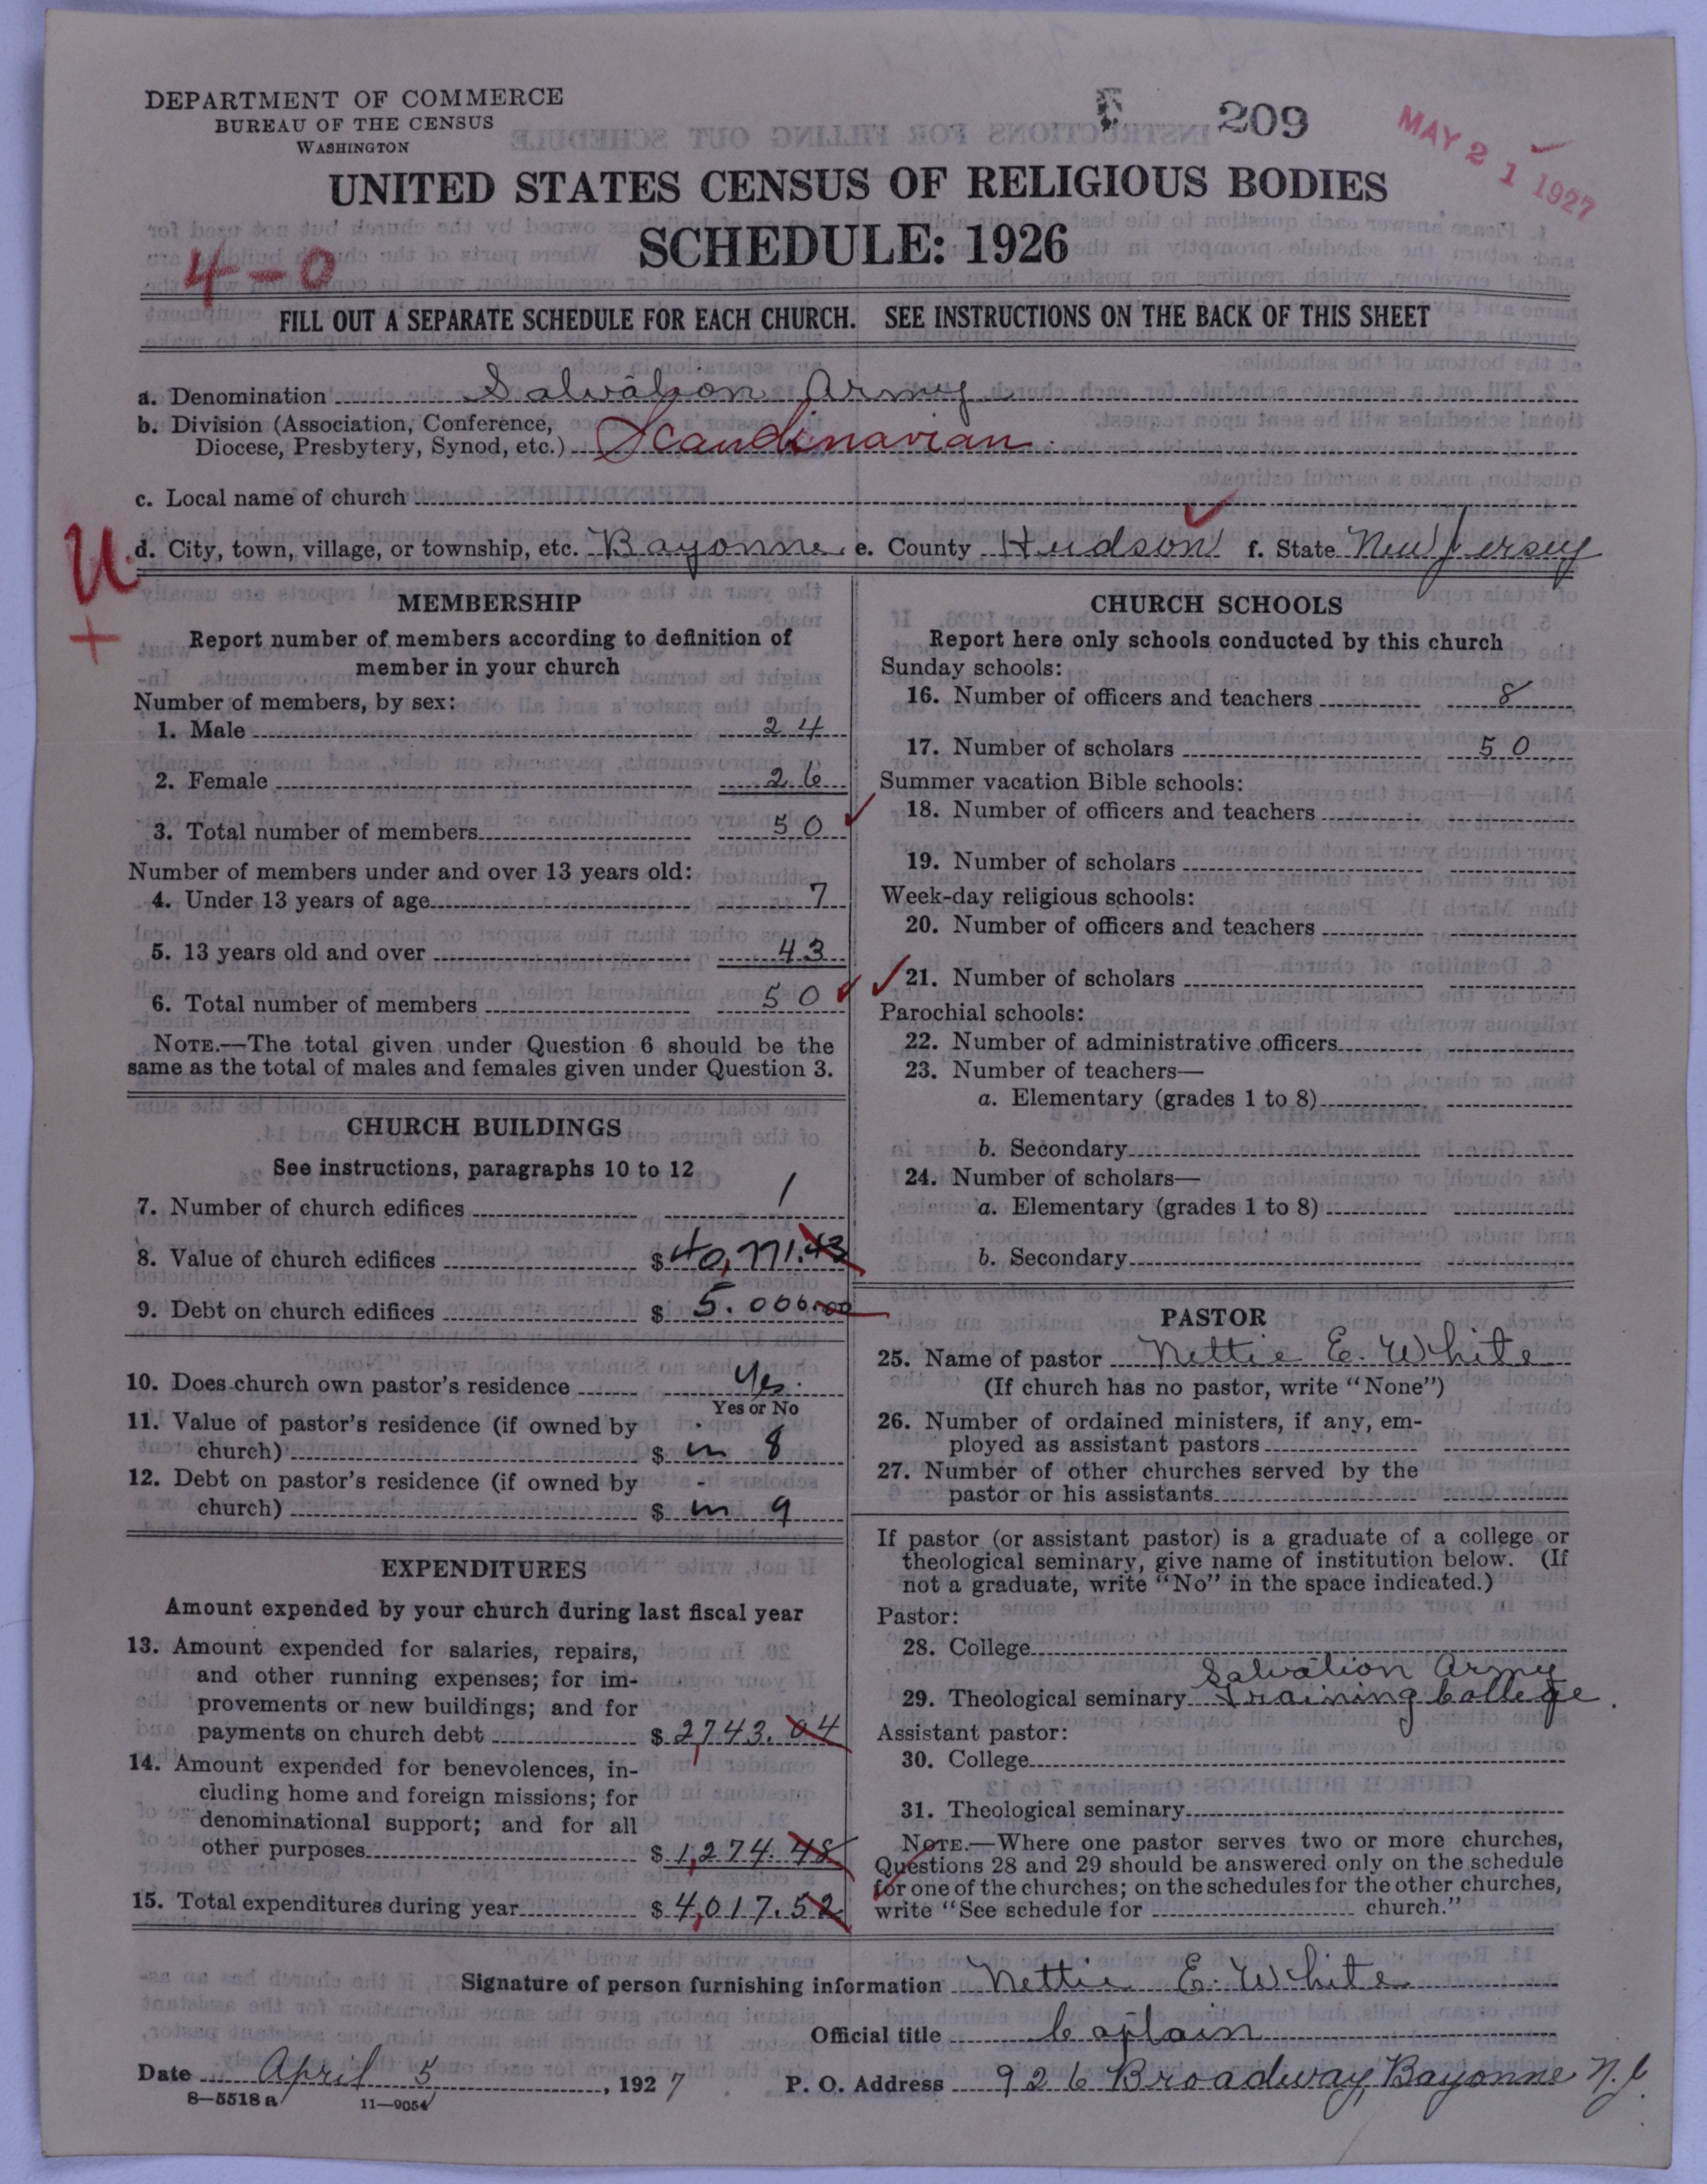 DEPARTMENT OF COMMERCE
BUREAU OF THE CENSUS
WASHINGTON
209
MAY 21 1927
UNITED STATES CENSUS OF RELIGIOUS BODIES
SCHEDULE: 1926
4-0
FILL OUT A SEPARATE SCHEDULE FOR EACH CHURCH. SEE INSTRUCTIONS ON THE BACK OF THIS SHEET
a. Denomination Salvation Army
b. Division (Association, Conference,
Diocese, Presbytery, Synod, etc.) Scandinavian
c. Local name of church
U d. City, town, village, or township, etc. Bayonne e. County Hudson f. State New Jersey
+
MEMBERSHIP
Report number of members according to definition of
member in your church
Number of members, by sex:
1. Male 24
2. Female 26
3. Total number of members 50
Number of members under and over 13 years old:
4. Under 13 years of age 7
5. 13 years old and over 43
6. Total number of members 50
NOTE.—The total given under Question 6 should be the
same as the total of males and females given under Question 3.
CHURCH BUILDINGS
See instructions, paragraphs 10 to 12
7. Number of church edifices 1
8. Value of church edifices $ 40,771.43
9. Debt on church edifices $ 5.000.00
10. Does church own pastor's residence Yes.
Yes or No
11. Value of pastor's residence (if owned by
church) $ in 8
12. Debt on pastor's residence (if owned by
church) $ in 9
EXPENDITURES
Amount expended by your church during last fiscal year
13. Amount expended for salaries, repairs,
and other running expenses; for im-
provements or new buildings; and for
payments on church debt $ 2,743.04
14. Amount expended for benevolences, in-
cluding home and foreign missions; for
denominational support; and for all
other purposes $ 1,274.48
15. Total expenditures during year $ 4,017.52
CHURCH SCHOOLS
Report here only schools conducted by this church
Sunday schools:
16. Number of officers and teachers 8
17. Number of scholars 50
Summer vacation Bible schools:
18. Number of officers and teachers
19. Number of scholars
Week-day religious schools:
20. Number of officers and teachers
21. Number of scholars
Parochial schools:
22. Number of administrative officers
23. Number of teachers—
a. Elementary (grades 1 to 8)
b. Secondary
24. Number of scholars—
a. Elementary (grades 1 to 8)
b. Secondary
PASTOR
25. Name of pastor Nettie E. White
(If church has no pastor, write "None")
26. Number of ordained ministers, if any, em-
ployed as assistant pastors
27. Number of other churches served by the
pastor or his assistants
If pastor (or assistant pastor) is a graduate of a college or
theological seminary, give name of institution below. (If
not a graduate, write "No" in the space indicated.)
Pastor:
28. College
Salvation Army
29. Theological seminary Training College.
Assistant pastor:
30. College
31. Theological seminary
NOTE.—Where one pastor serves two or more churches,
Questions 28 and 29 should be answered only on the schedule
for one of the churches; on the schedules for the other churches,
write "See schedule for church."
Signature of person furnishing information Nettie E. White
Official title Captain
Date April 5, 1927 P. O. Address 926 Broadway, Bayonne N.J.
8—5518 a 11—9054